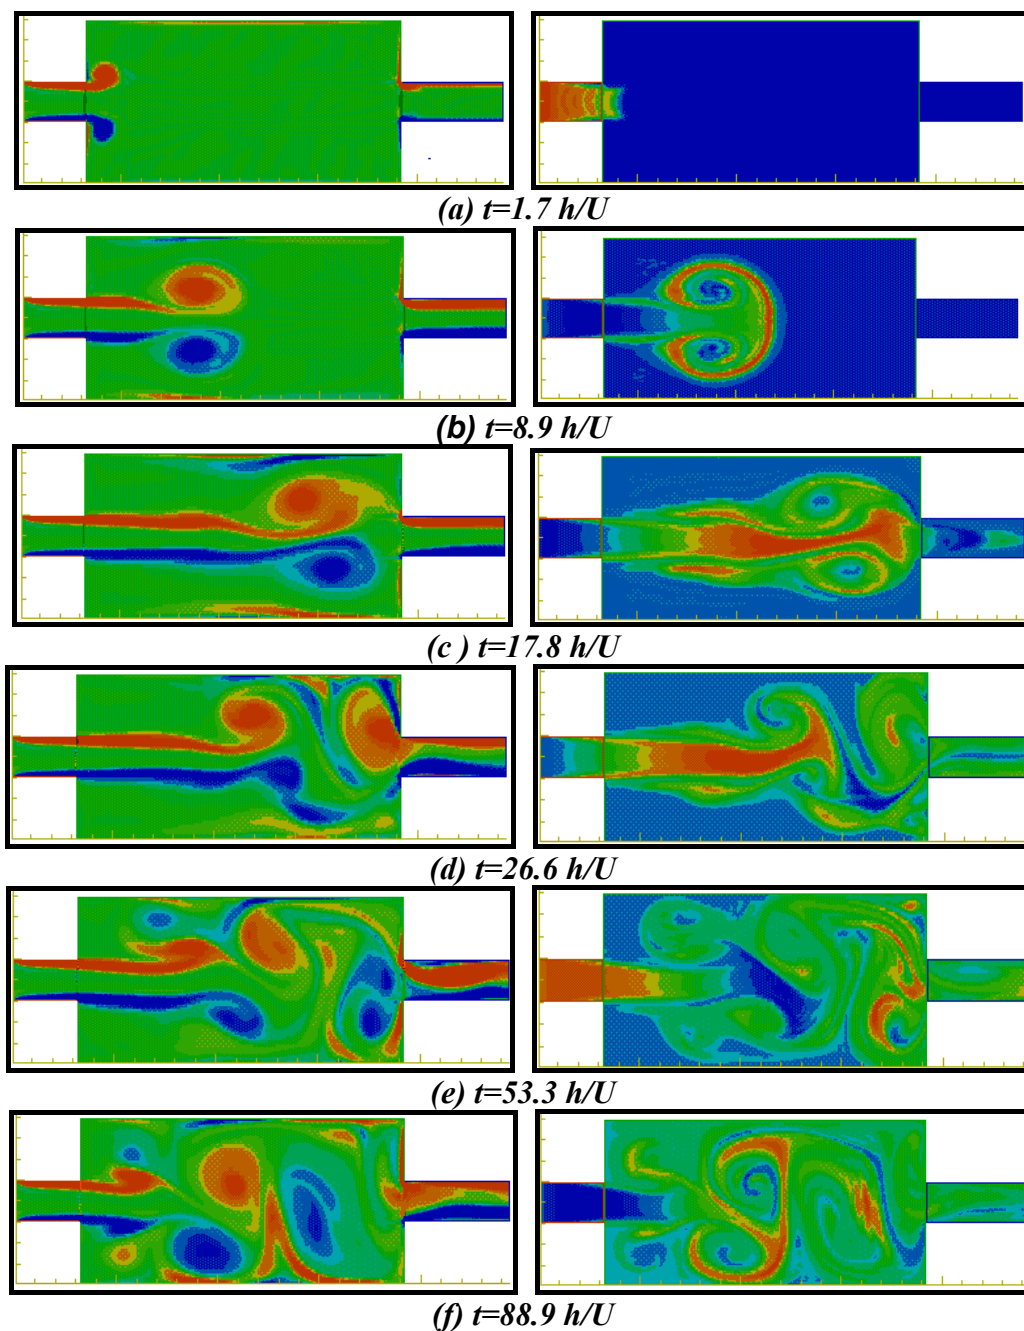 (a) t=1.7 h/U
(b) t=8.9 h/U
(c ) t=17.8 h/U
(d) t=26.6 h/U
(e) t=53.3 h/U
(f) t=88.9 h/U